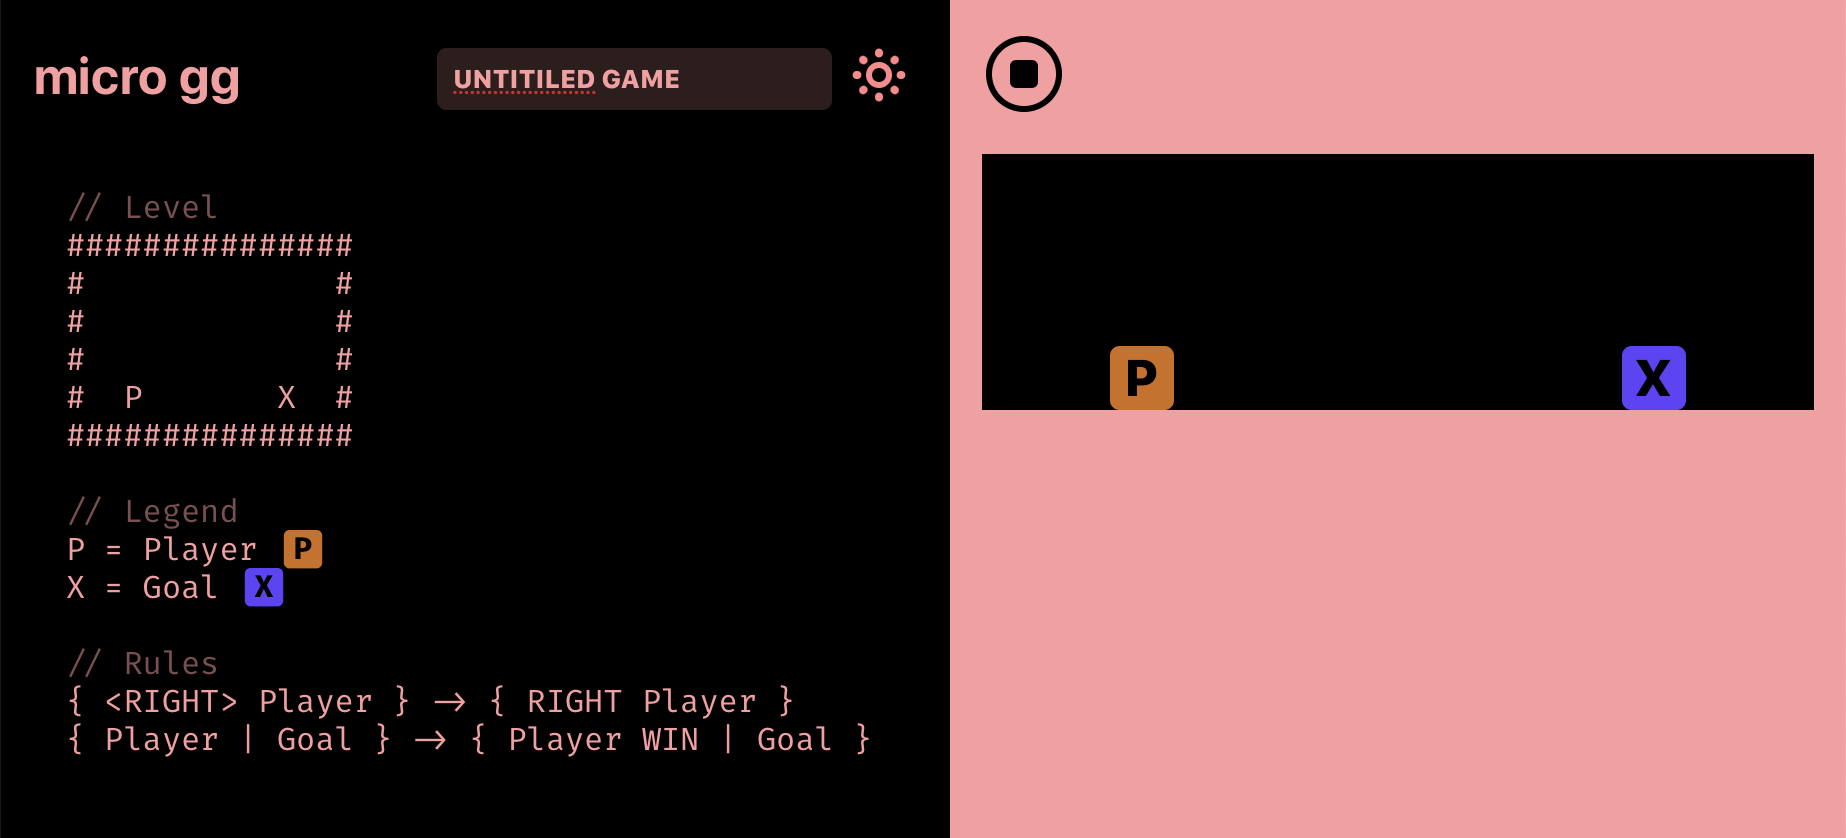 micro gg
UNTITILED GAME
// Level
###############
#             #
#             #
#             #
#  P       X  #
###############
// Legend
P = Player P
X = Goal X
// Rules
{ <RIGHT> Player } -> { RIGHT Player }
{ Player | Goal } -> { Player WIN | Goal }
P X